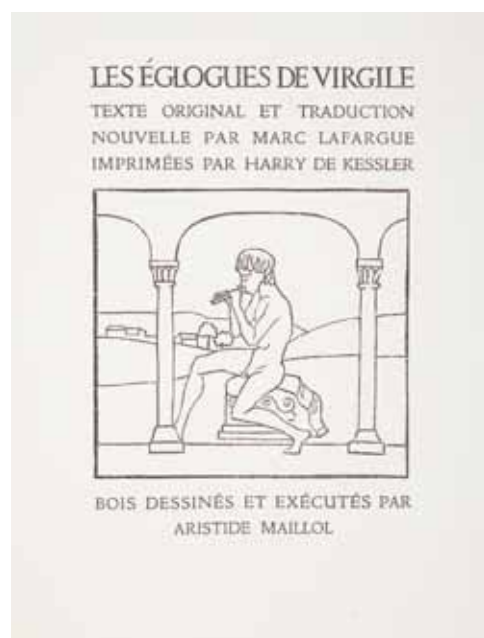 LES ÉGLOGUES DE VIRGILE
TEXTE ORIGINAL ET TRADUCTION
NOUVELLE PAR MARC LAFARGUE
IMPRIMÉES PAR HARRY DE KESSLER
BOIS DESSINÉS ET EXÉCUTÉS PAR
ARISTIDE MAILLOL